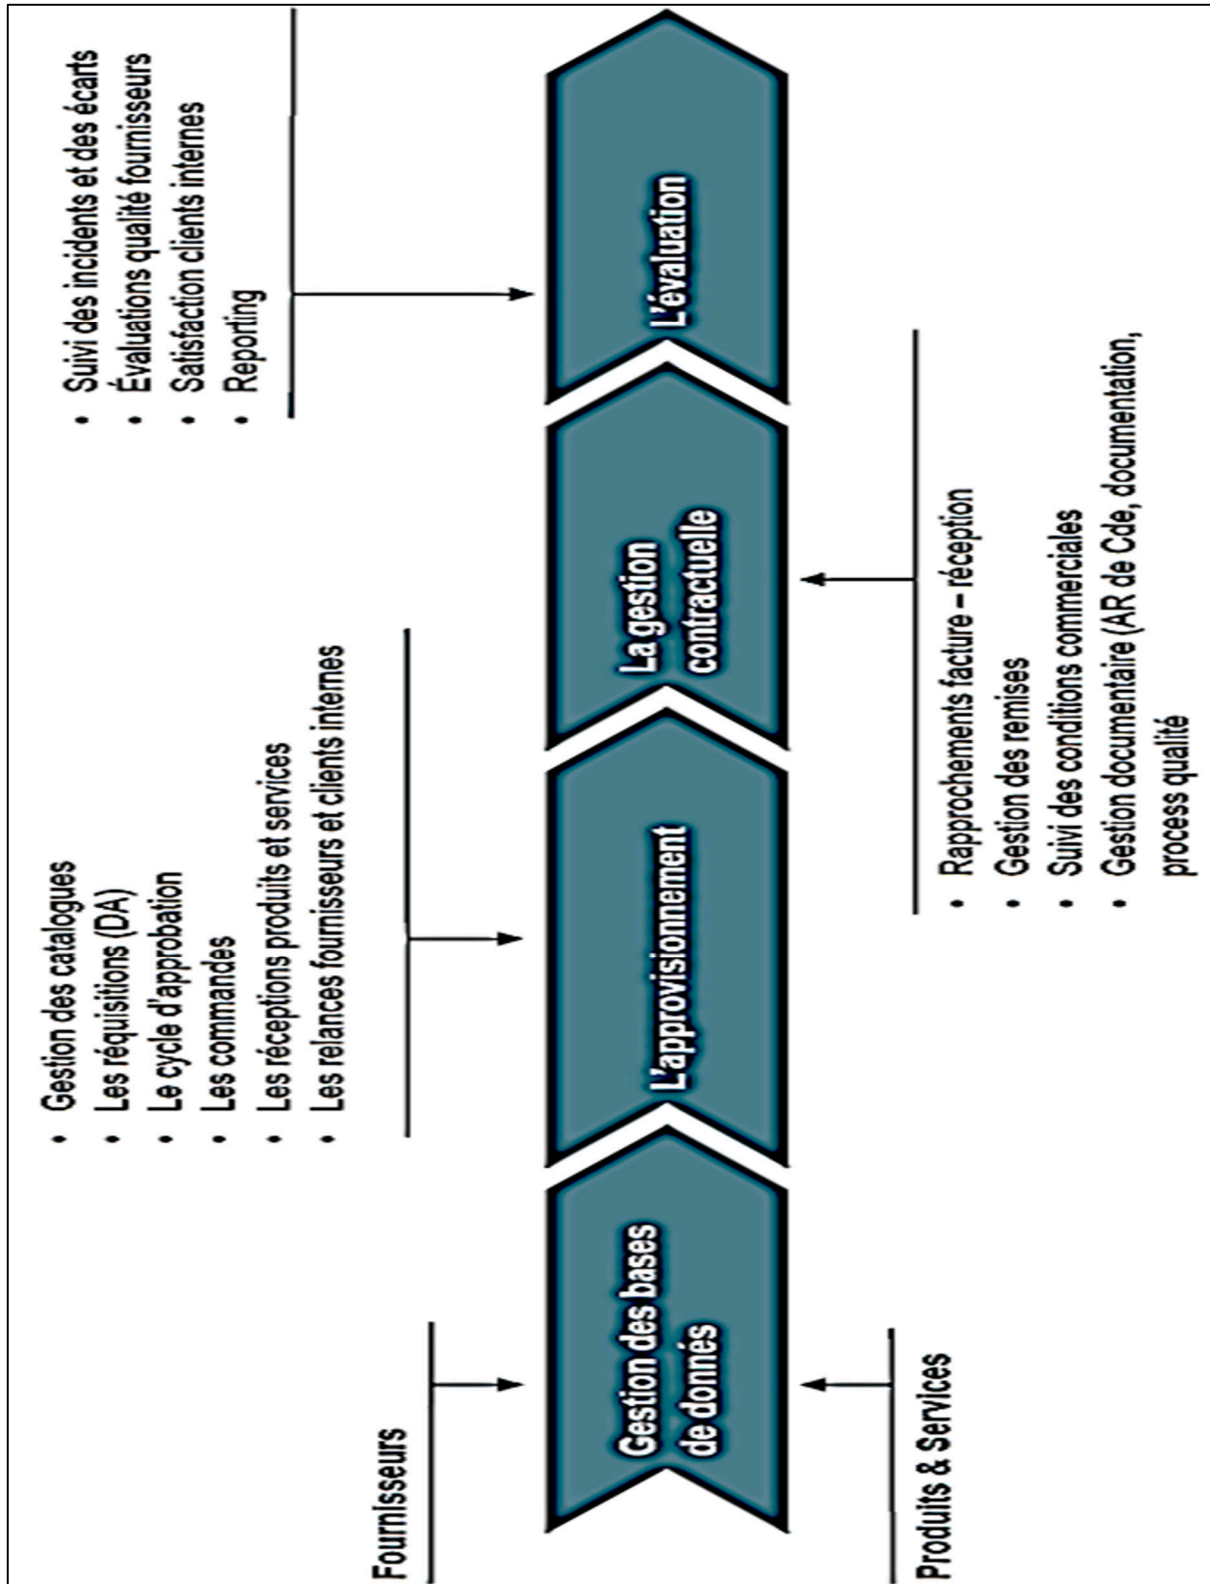 Fournisseurs
Gestion des bases
de donnés
Produits & Services
• Gestion des catalogues
• Les réquisitions (DA)
• Le cycle d'approbation
• Les commandes
• Les réceptions produits et services
• Les relances fournisseurs et clients internes
L'approvisionnement
La gestion
contractuelle
• Rapprochements facture – réception
• Gestion des remises
• Suivi des conditions commerciales
• Gestion documentaire (AR de Cde, documentation,
process qualité
• Suivi des incidents et des écarts
• Évaluations qualité fournisseurs
• Satisfaction clients internes
• Reporting
L'évaluation